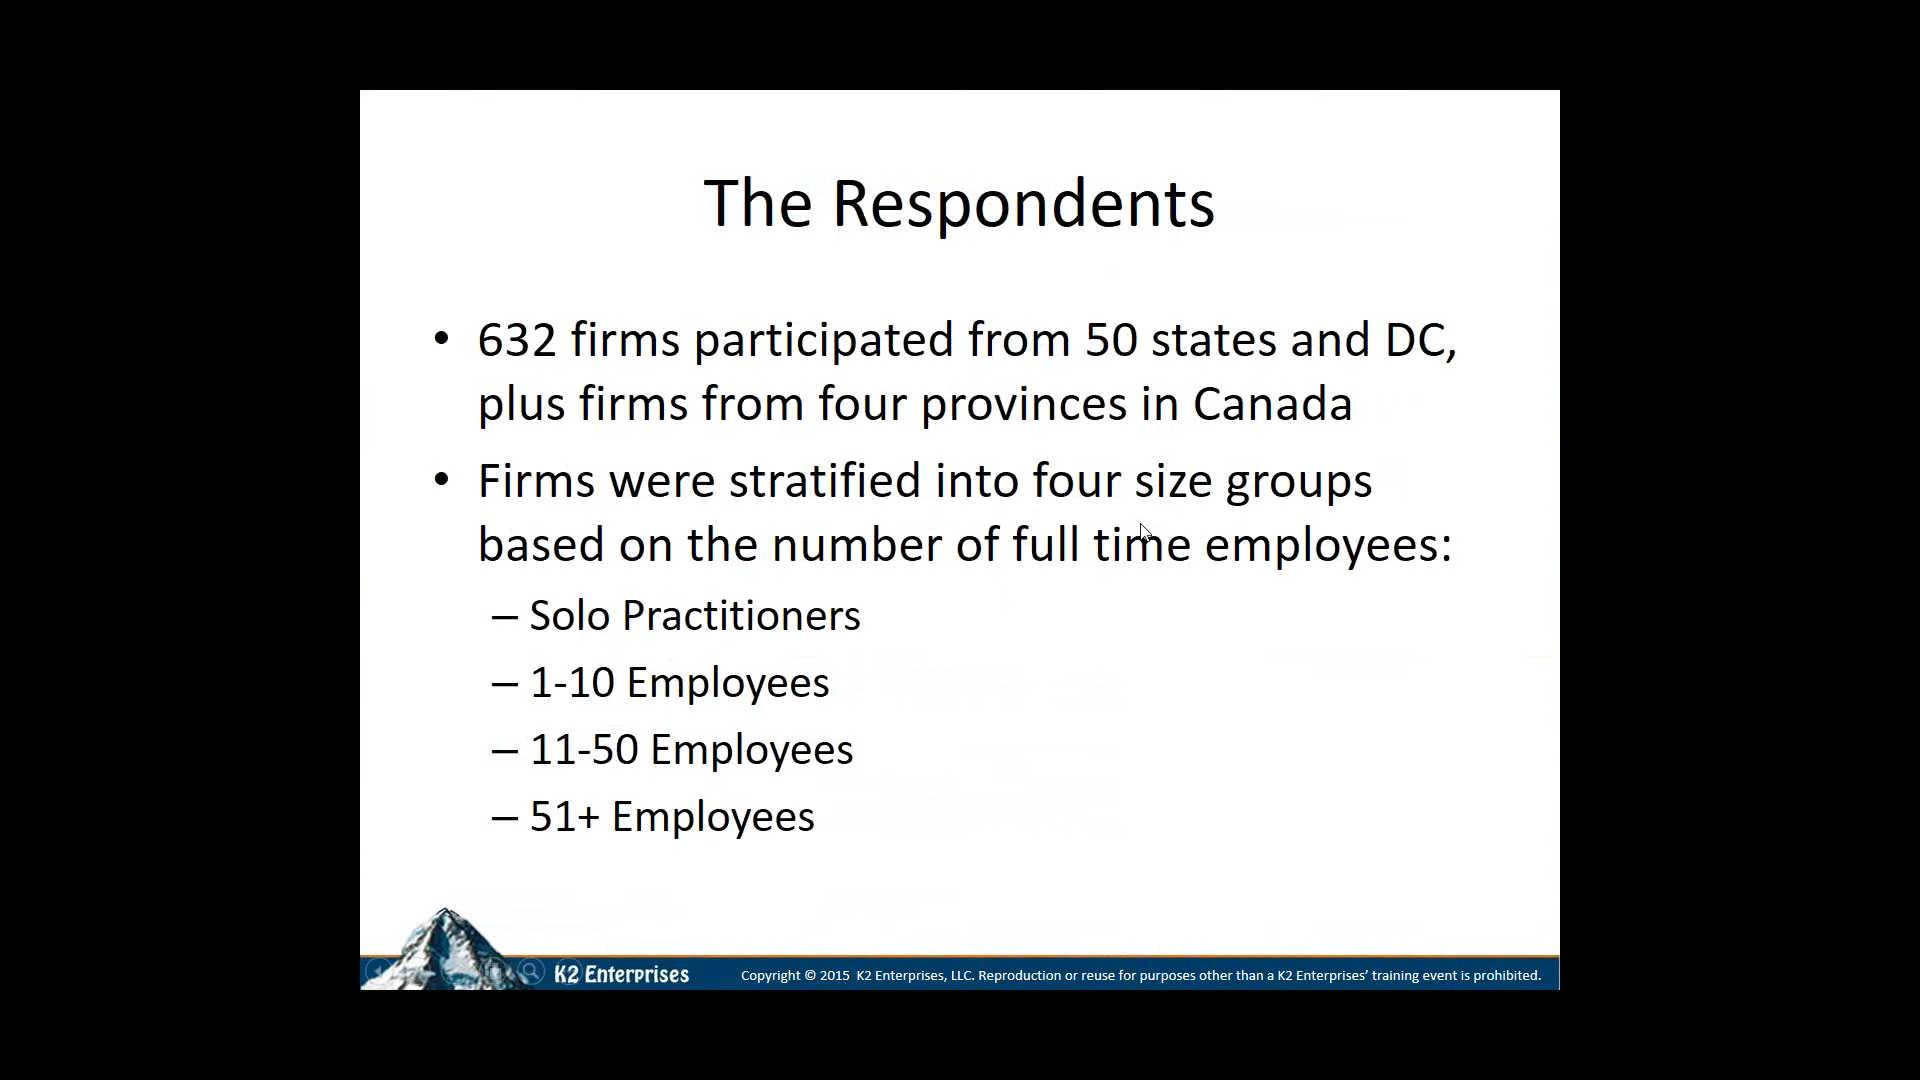 The Respondents
• 632 firms participated from 50 states and DC,
plus firms from four provinces in Canada
• Firms were stratified into four size groups
based on the number of full time employees:
– Solo Practitioners
– 1-10 Employees
– 11-50 Employees
– 51+ Employees
K2 Enterprises
Copyright © 2015 K2 Enterprises, LLC. Reproduction or reuse for purposes other than a K2 Enterprises’ training event is prohibited.